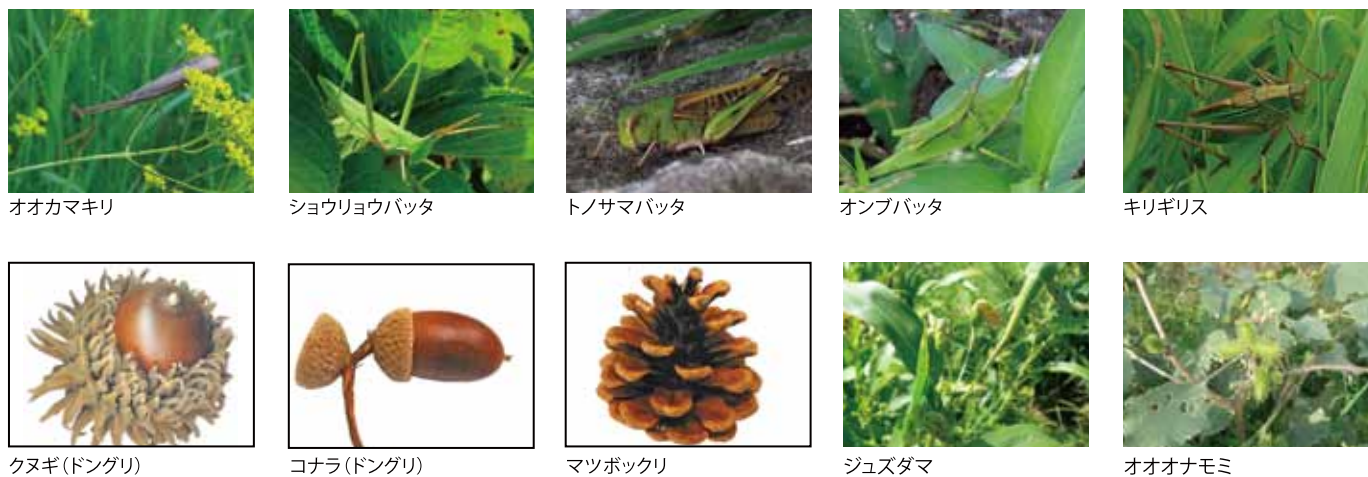 オオカマキリ
ショウリョウバッタ
トノサマバッタ
オンブバッタ
キリギリス
クヌギ（ドングリ）
コナラ（ドングリ）
マツボックリ
ジュズダマ
オオオナモミ